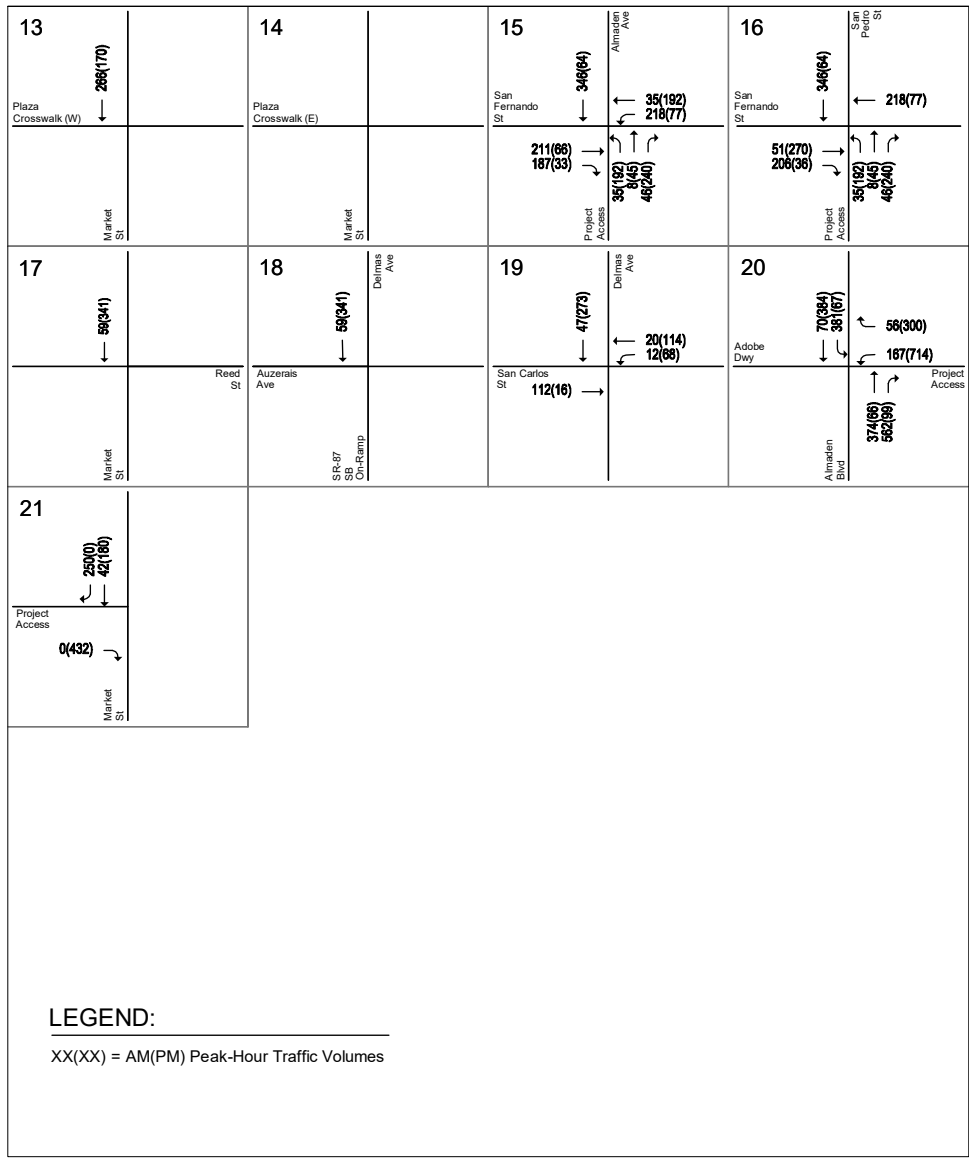 13
266(170)
Plaza
Crosswalk (W)
Market
St
14
Plaza
Crosswalk (E)
Market
St
15
Almaden
Ave
346(64)
San
Fernando
St
35(192)
218(77)
211(66)
187(33)
35(192)
8(45)
46(240)
Project
Access
16
San
Pedro
St
346(64)
San
Fernando
St
218(77)
51(270)
206(36)
35(192)
8(45)
46(240)
Project
Access
17
59(341)
Reed
St
Market
St
18
Delmas
Ave
59(341)
Auzerais
Ave
SR-87
SB
On-Ramp
19
Delmas
Ave
47(273)
20(114)
12(68)
San Carlos
St
112(16)
20
70(384)
381(67)
56(300)
Adobe
Dwy
167(714)
Project
Access
374(66)
562(99)
Almaden
Blvd
21
250(0)
42(180)
Project
Access
0(432)
Market
St
LEGEND:
XX(XX) = AM(PM) Peak-Hour Traffic Volumes